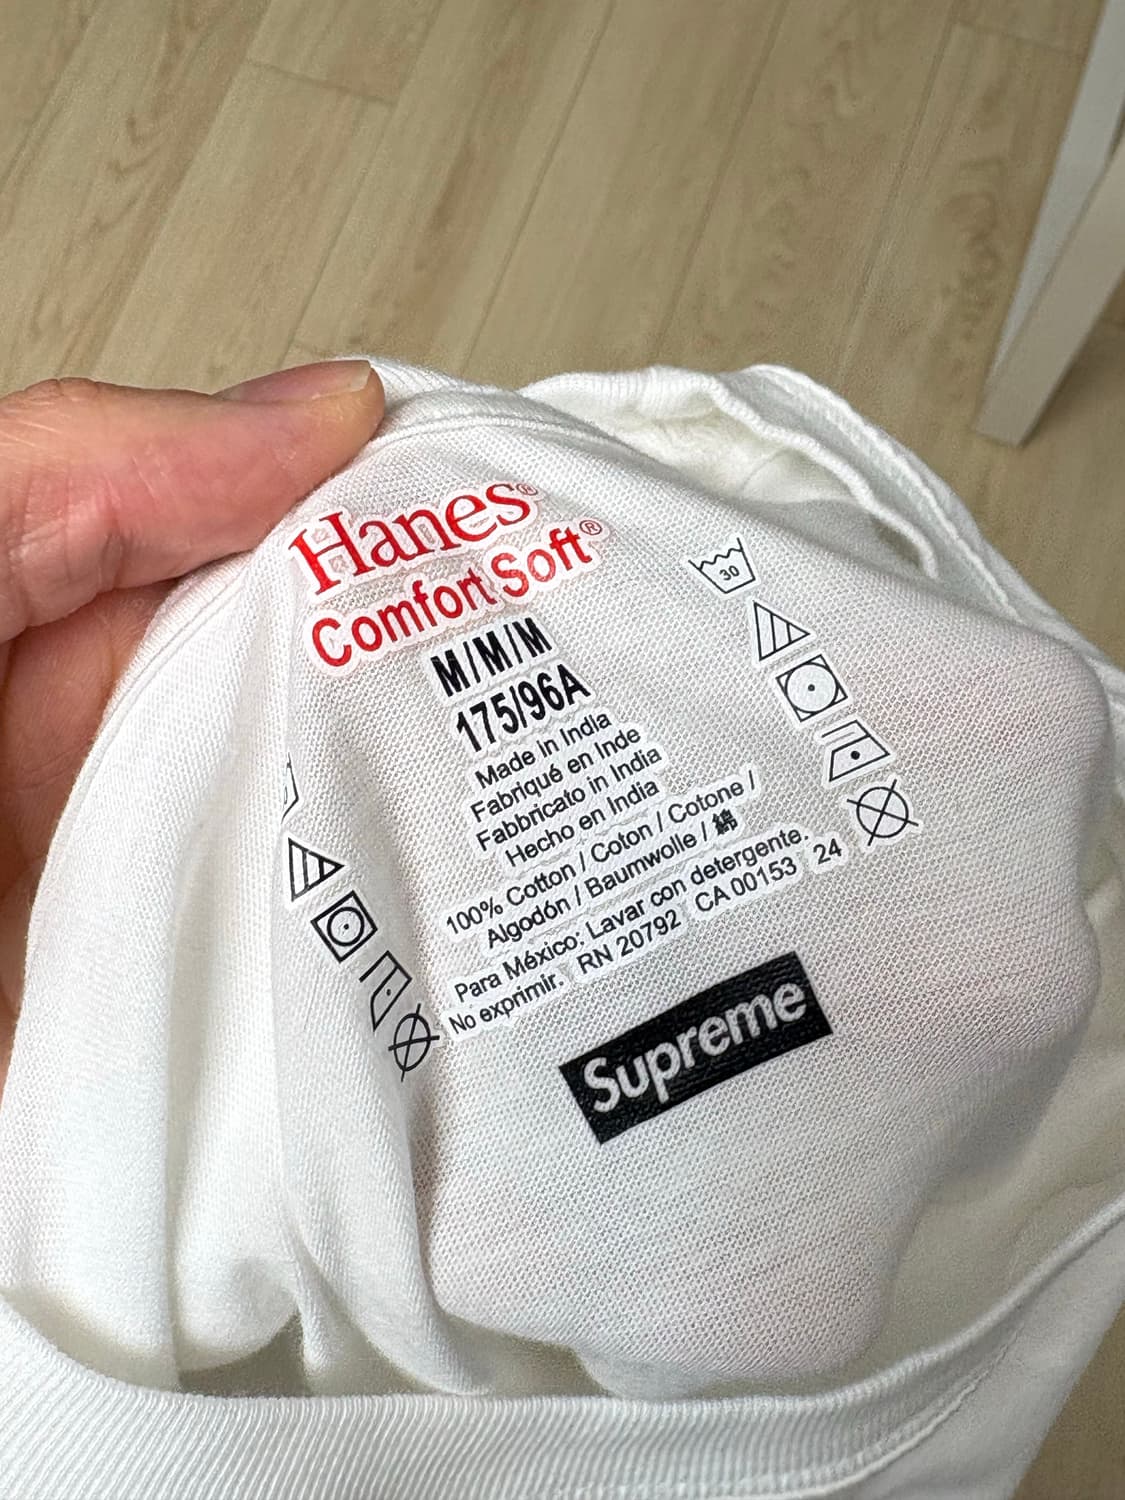 Hanes®
Comfort Soft®
M/M/M
175/96A
Made in India
Fabriqué en Inde
Fabbricato in India
Hecho en India
100% Cotton / Coton / Cotone /
Algodón / Baumwolle / 綿
Para México: Lavar con detergente.
No exprimir. RN 20792 CA 00153 24
30
Supreme